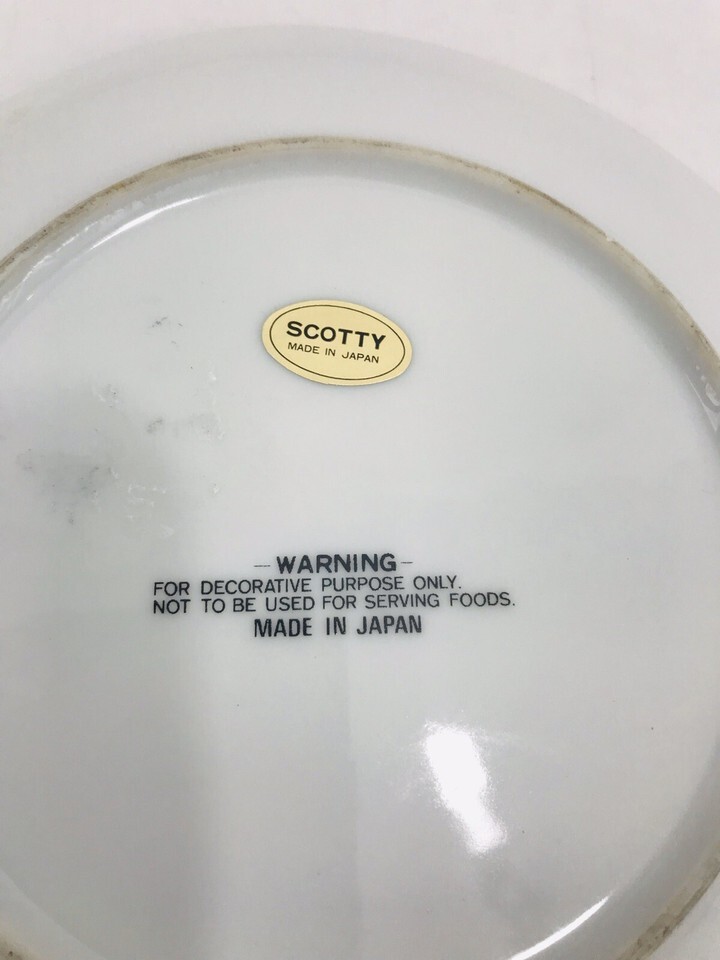 SCOTTY
MADE IN JAPAN
— WARNING —
FOR DECORATIVE PURPOSE ONLY.
NOT TO BE USED FOR SERVING FOODS.
MADE IN JAPAN